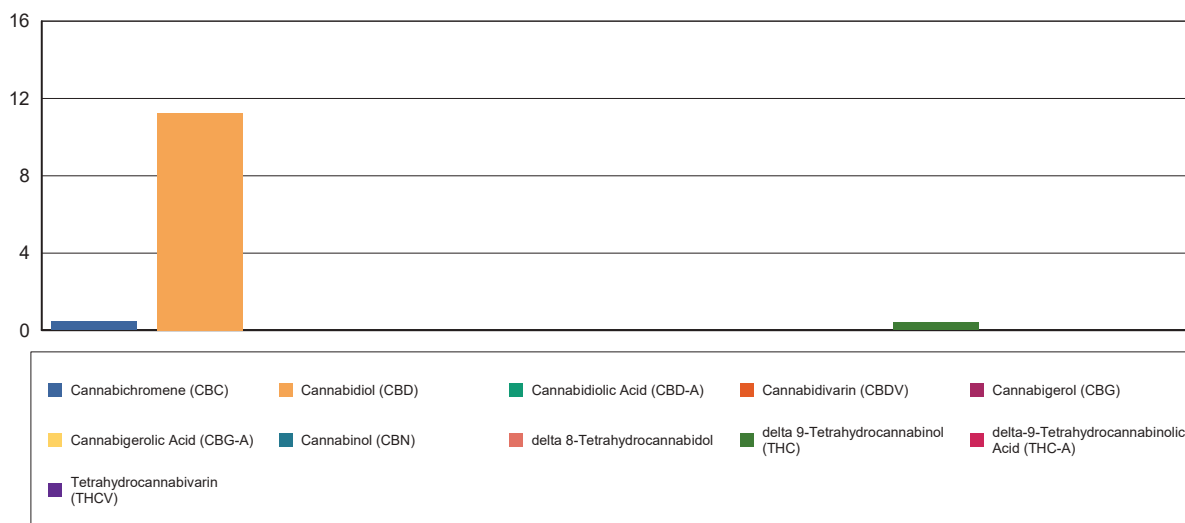 16
12
8
4
0
Cannabichromene (CBC)
Cannabidiol (CBD)
Cannabidiolic Acid (CBD-A)
Cannabidivarin (CBDV)
Cannabigerol (CBG)
Cannabigerolic Acid (CBG-A)
Cannabinol (CBN)
delta 8-Tetrahydrocannabidol
delta 9-Tetrahydrocannabinol
(THC)
delta-9-Tetrahydrocannabinolic
Acid (THC-A)
Tetrahydrocannabivarin
(THCV)